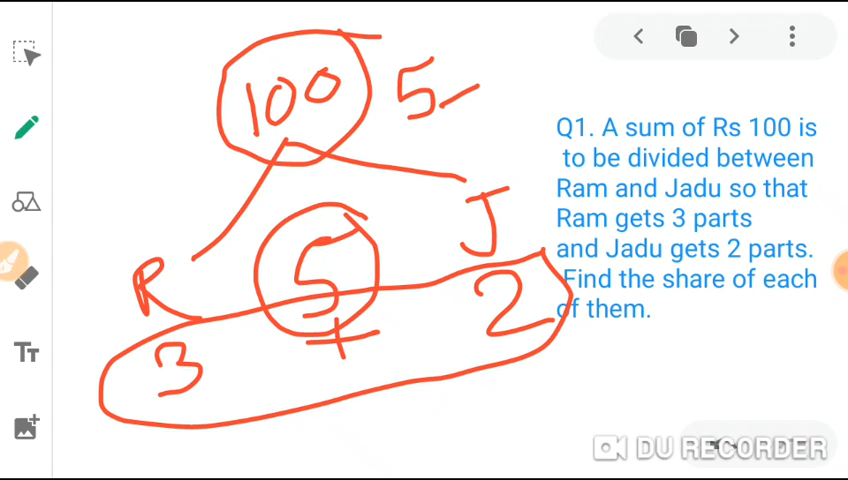 100 5
R J
5
3 + 2
Q1. A sum of Rs 100 is
to be divided between
Ram and Jadu so that
Ram gets 3 parts
and Jadu gets 2 parts.
Find the share of each
of them.
TT
DU RECORDER